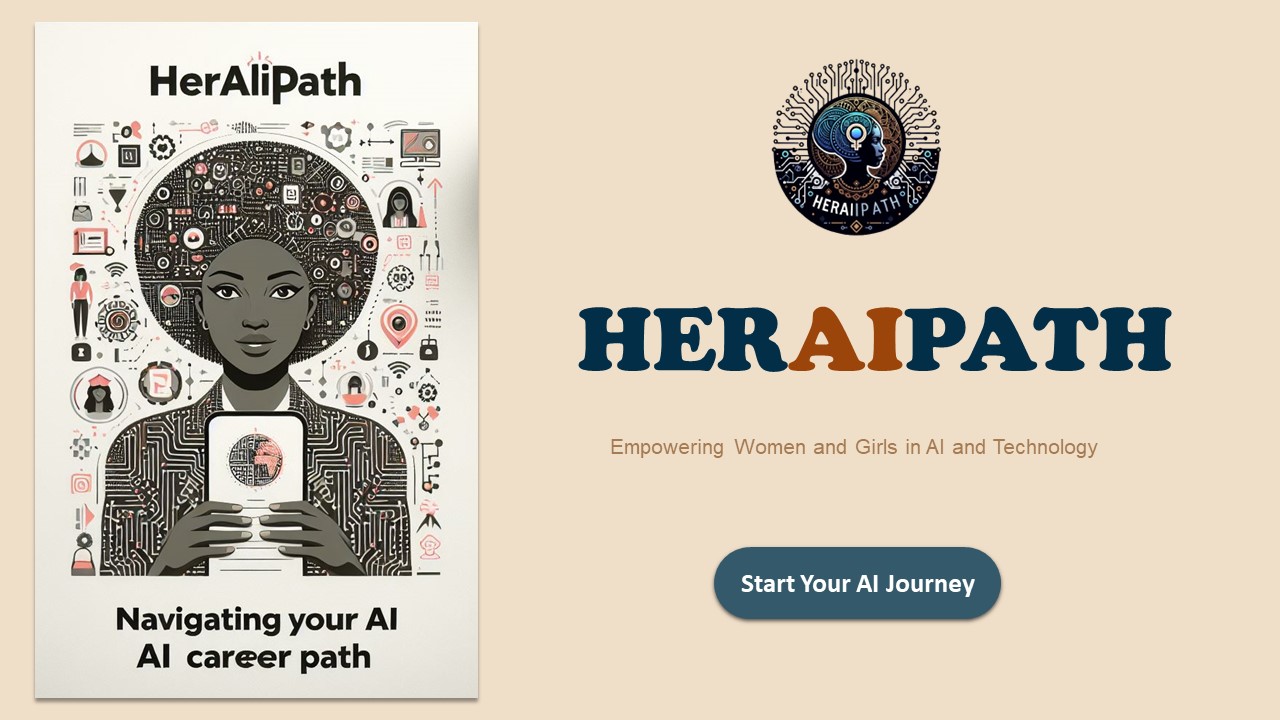 HerAliPath
Navigating your AI
AI career path
HERAIIPATH
HERAIPATH
Empowering Women and Girls in AI and Technology
Start Your AI Journey